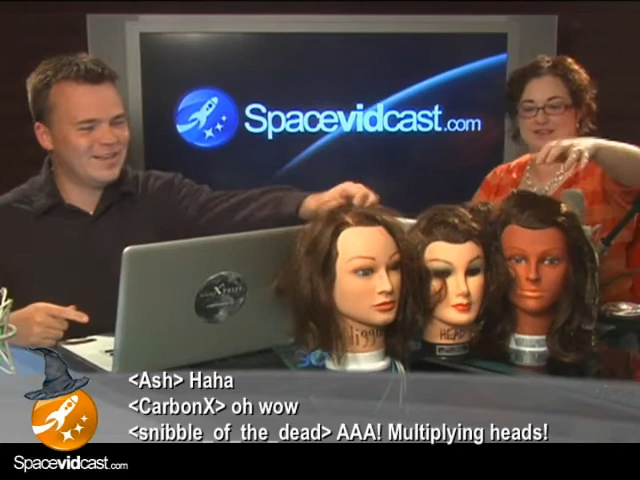 Spacevidcast.com
<Ash> Haha
<CarbonX> oh wow
<snibble_of_the_dead> AAA! Multiplying heads!
Spacevidcast.com